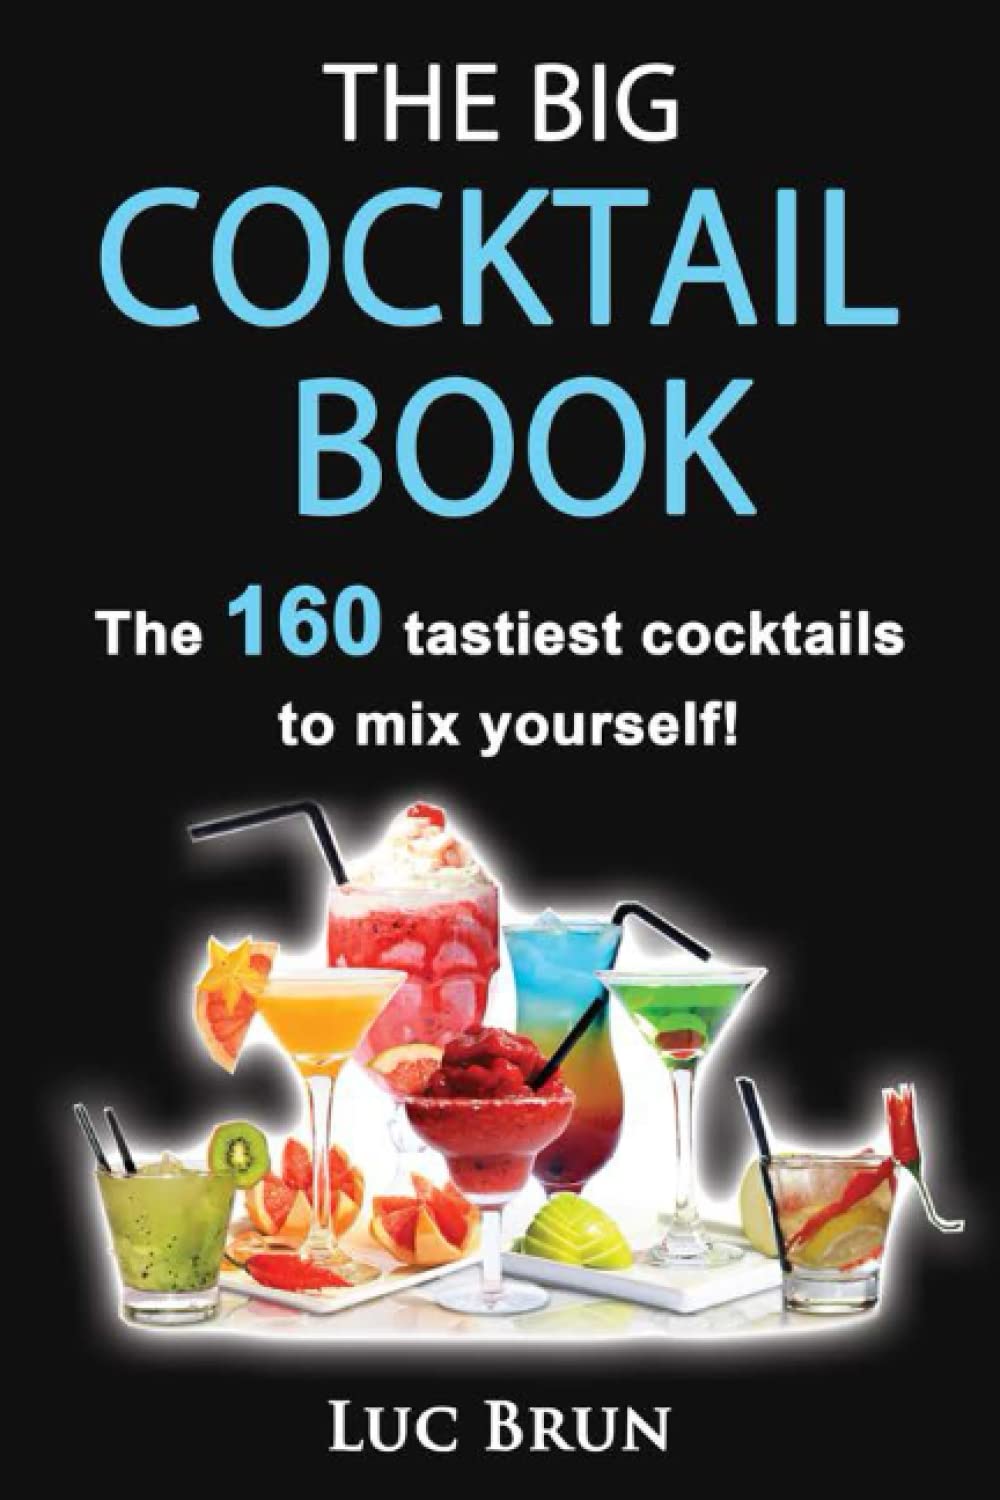 THE BIG
COCKTAIL
BOOK
The 160 tastiest cocktails
to mix yourself!
LUC BRUN